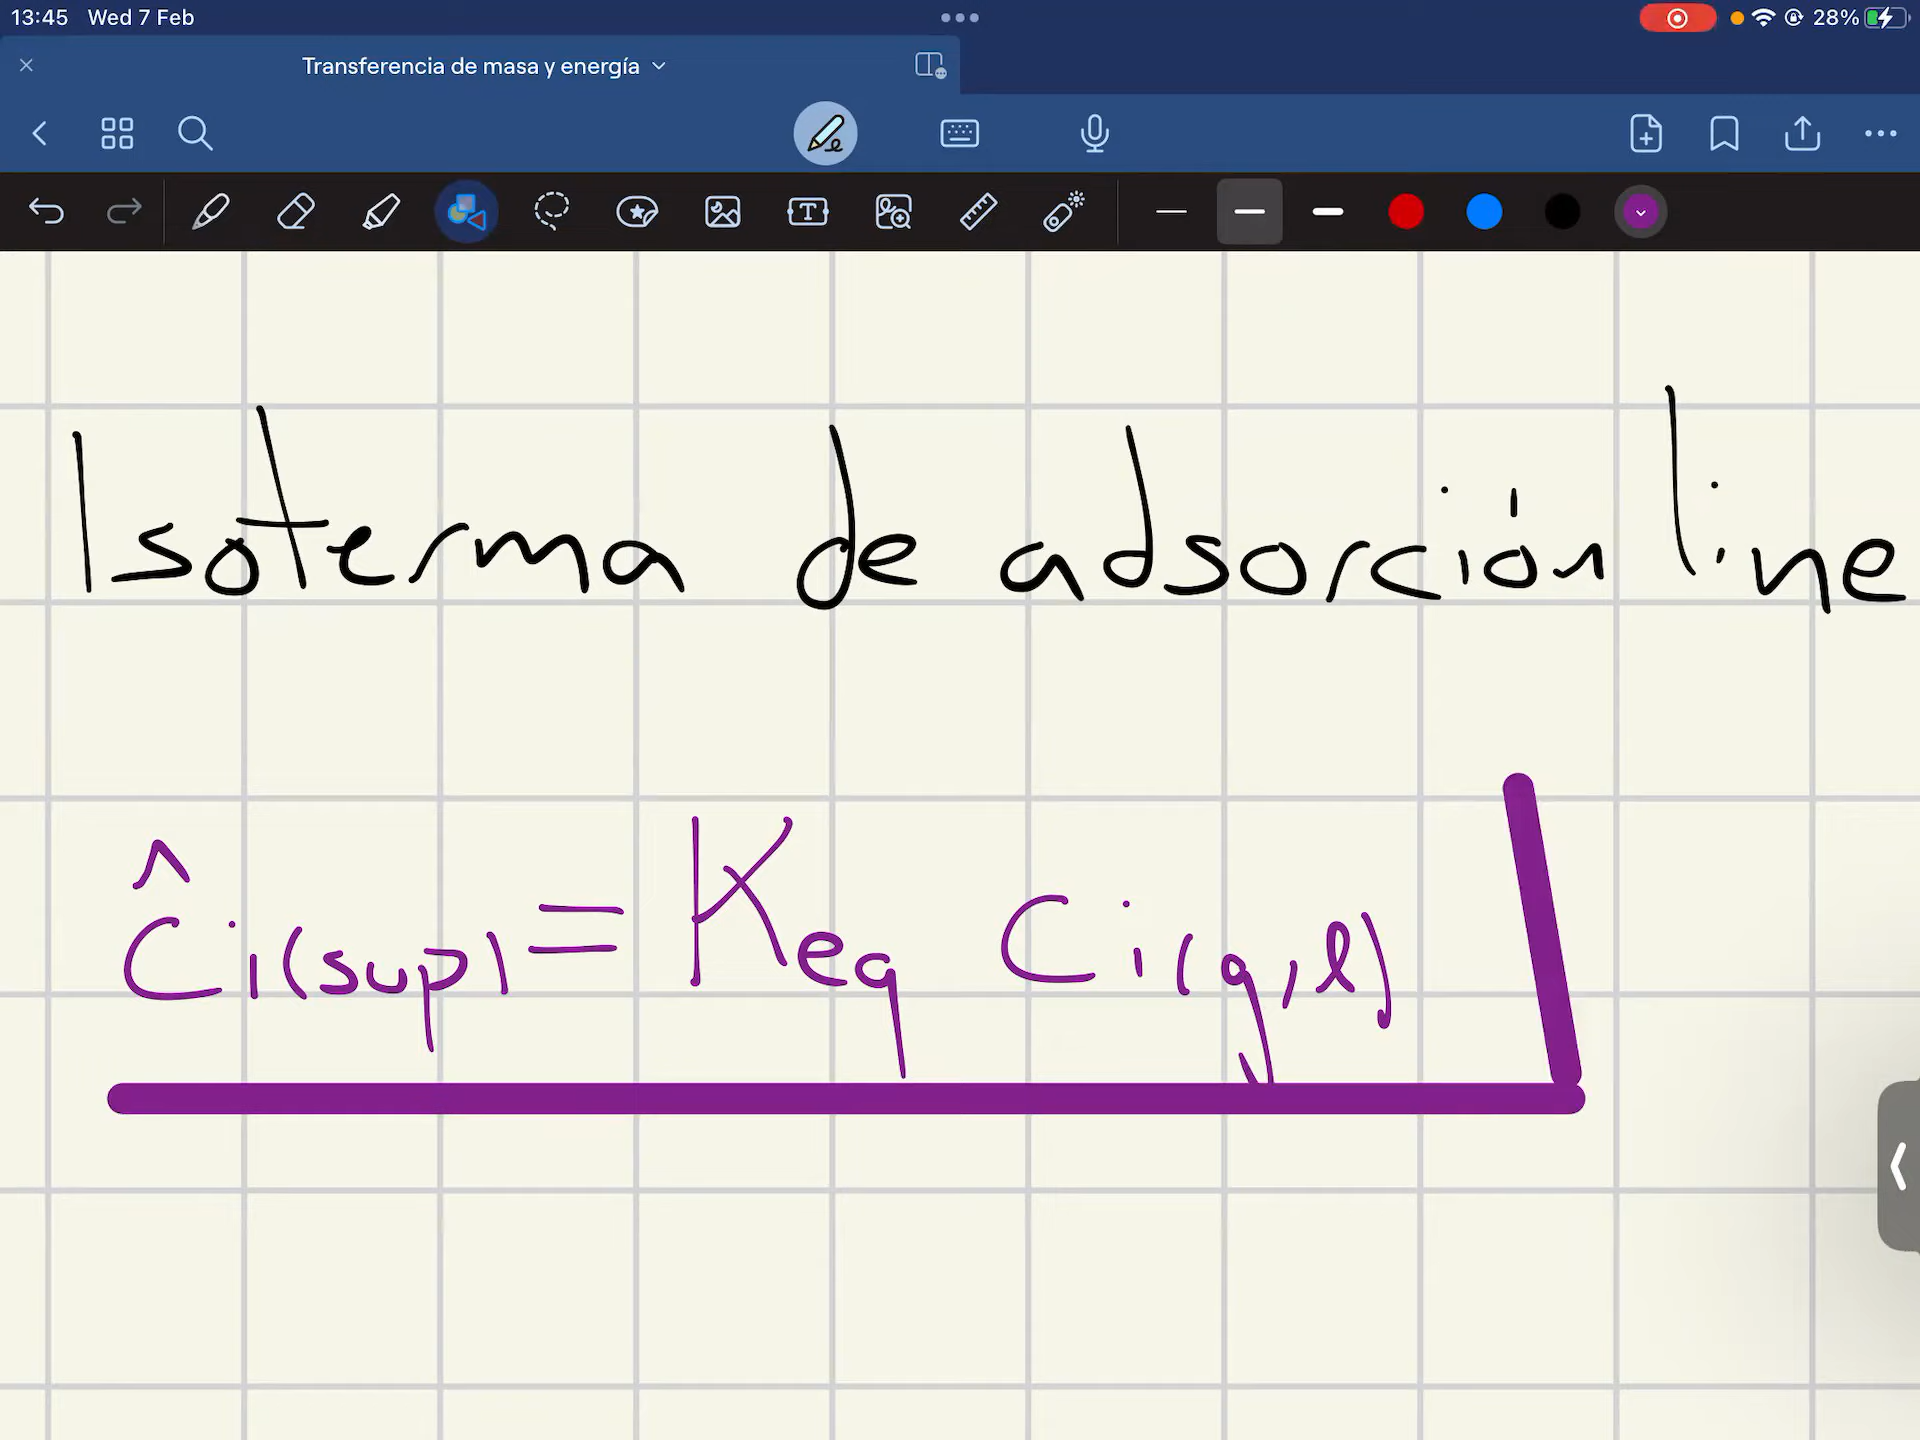 13:45 Wed 7 Feb 28%
Transferencia de masa y energía
Isoterma de adsorción line
Ĉi(sup) = Keq Ci(g,l)